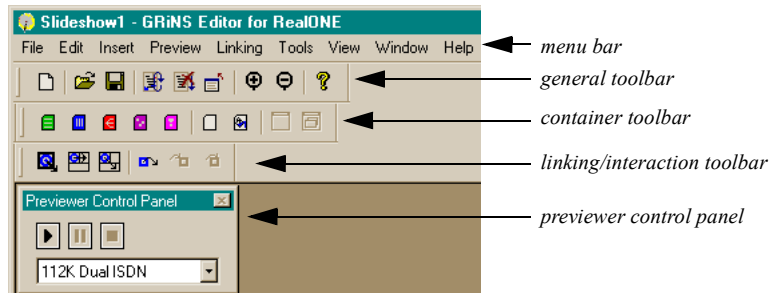 Slideshow1 - GRiNS Editor for RealONE
File Edit Insert Preview Linking Tools View Window Help
menu bar
general toolbar
container toolbar
linking/interaction toolbar
Previewer Control Panel
previewer control panel
112K Dual ISDN